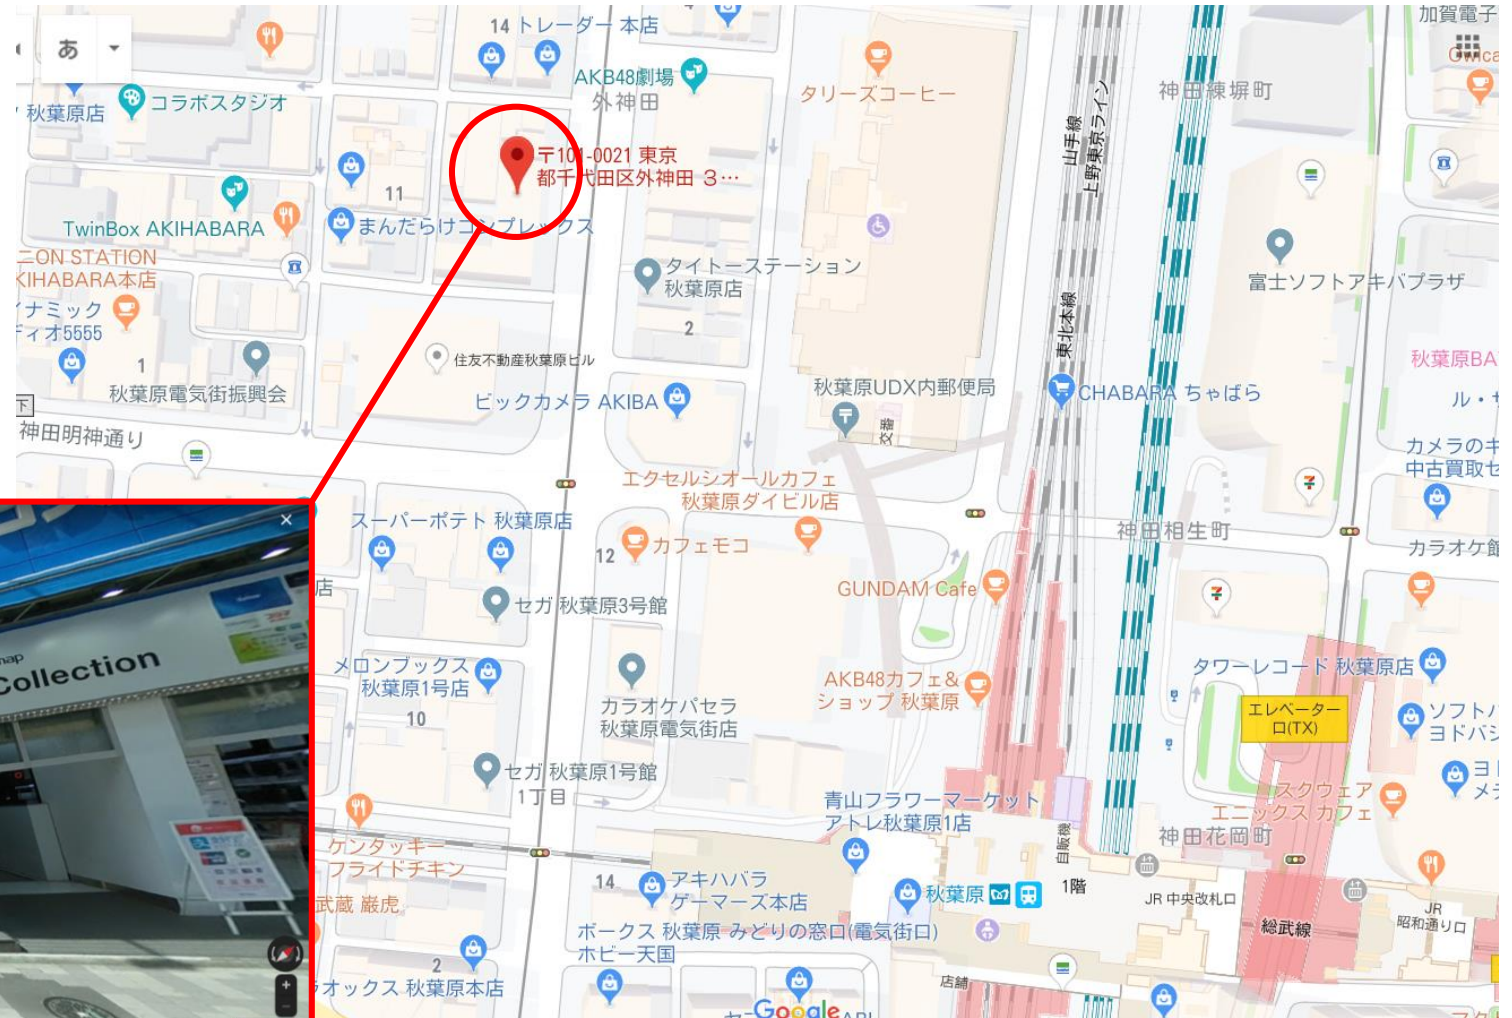 14
トレーダー 本店
4
加賀電子
あ
AKB48劇場
外神田
タリーズコーヒー
神田練塀町
山手線
上野東京ライン
コラボスタジオ
秋葉原店
〒101-0021 東京
都千代田区外神田 3…
11
まんだらけコンプレックス
TwinBox AKIHABARA
ニON STATION
KIHABARA本店
タイトーステーション
秋葉原店
富士ソフトアキバプラザ
イナミック
ディオ5555
東北本線
2
1
秋葉原電気街振興会
住友不動産秋葉原ビル
秋葉原BA
ビックカメラ AKIBA
秋葉原UDX内郵便局
CHABARA ちゃばら
ル・サ
下
神田明神通り
交番
カメラのキ
中古買取セ
エクセルシオールカフェ
秋葉原ダイビル店
スーパーポテト 秋葉原店
12
カフェモコ
神田相生町
カラオケ館
店
セガ 秋葉原3号館
GUNDAM Cafe
map
Collection
メロンブックス
秋葉原1号店
10
カラオケパセラ
秋葉原電気街店
AKB48カフェ&
ショップ 秋葉原
タワーレコード 秋葉原店
エレベーター
口(TX)
ソフトバ
ヨドバシ
セガ 秋葉原1号館
1丁目
青山フラワーマーケット
アトレ秋葉原1店
スクウェア
エニックス カフェ
ヨド
メデ
自販機
神田花岡町
ケンタッキー
フライドチキン
14
アキハバラ
ゲーマーズ本店
秋葉原
1階
JR 中央改札口
JR
昭和通り口
武蔵 巌虎
ボークス 秋葉原
ホビー天国
みどりの窓口(電気街口)
総武線
2
ラオックス 秋葉原本店
店舗
Google